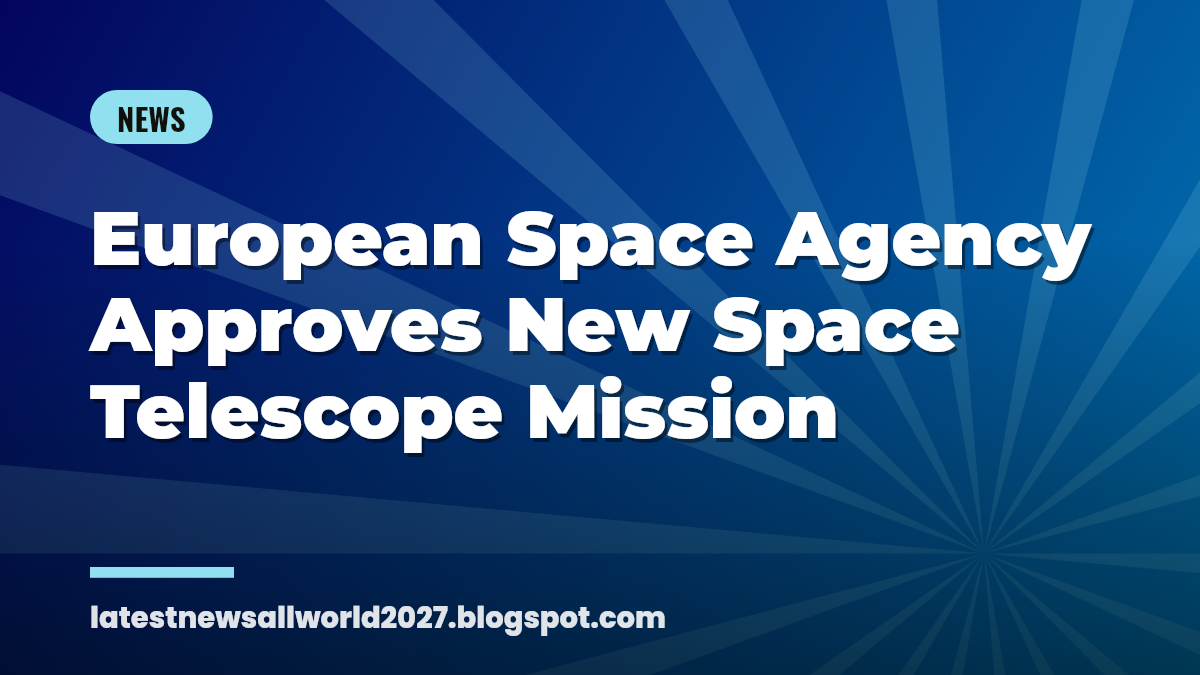 NEWS
European Space Agency
Approves New Space
Telescope Mission
latestnewsallworld2027.blogspot.com